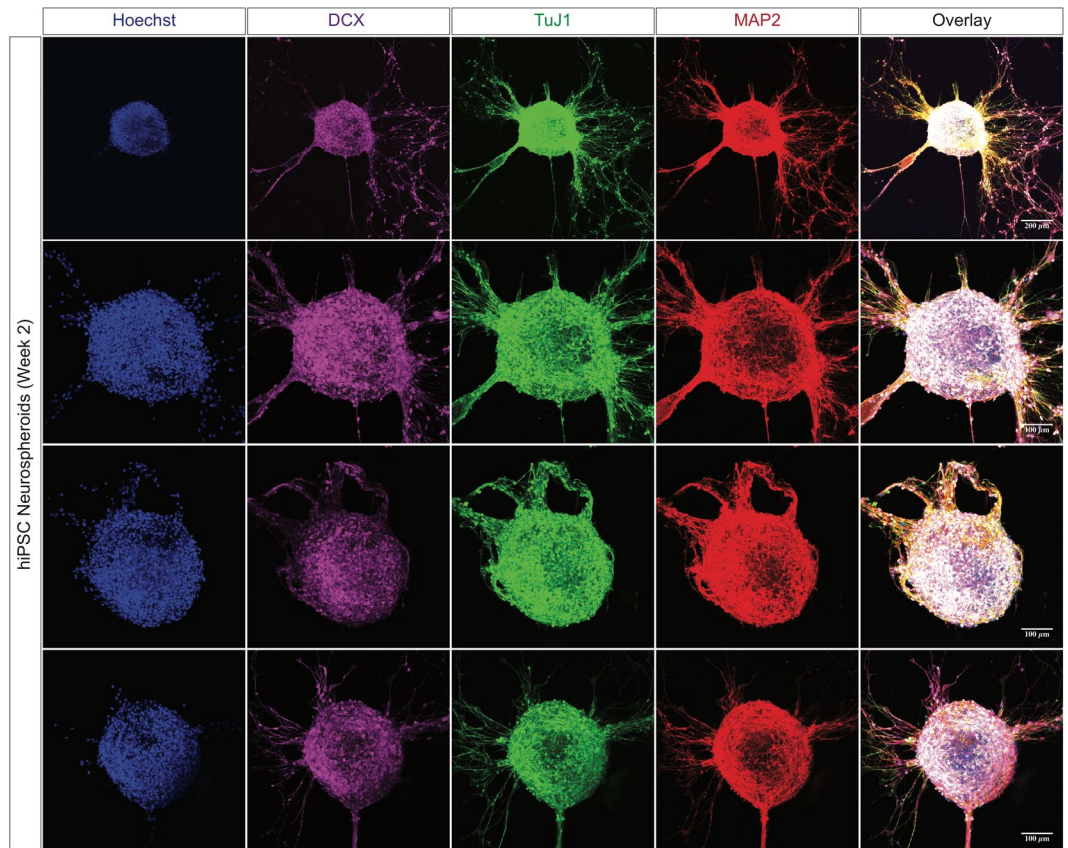 Hoechst DCX TuJ1 MAP2 Overlay
hiPSC Neurospheroids (Week 2)
200 µm
100 µm
100 µm
100 µm